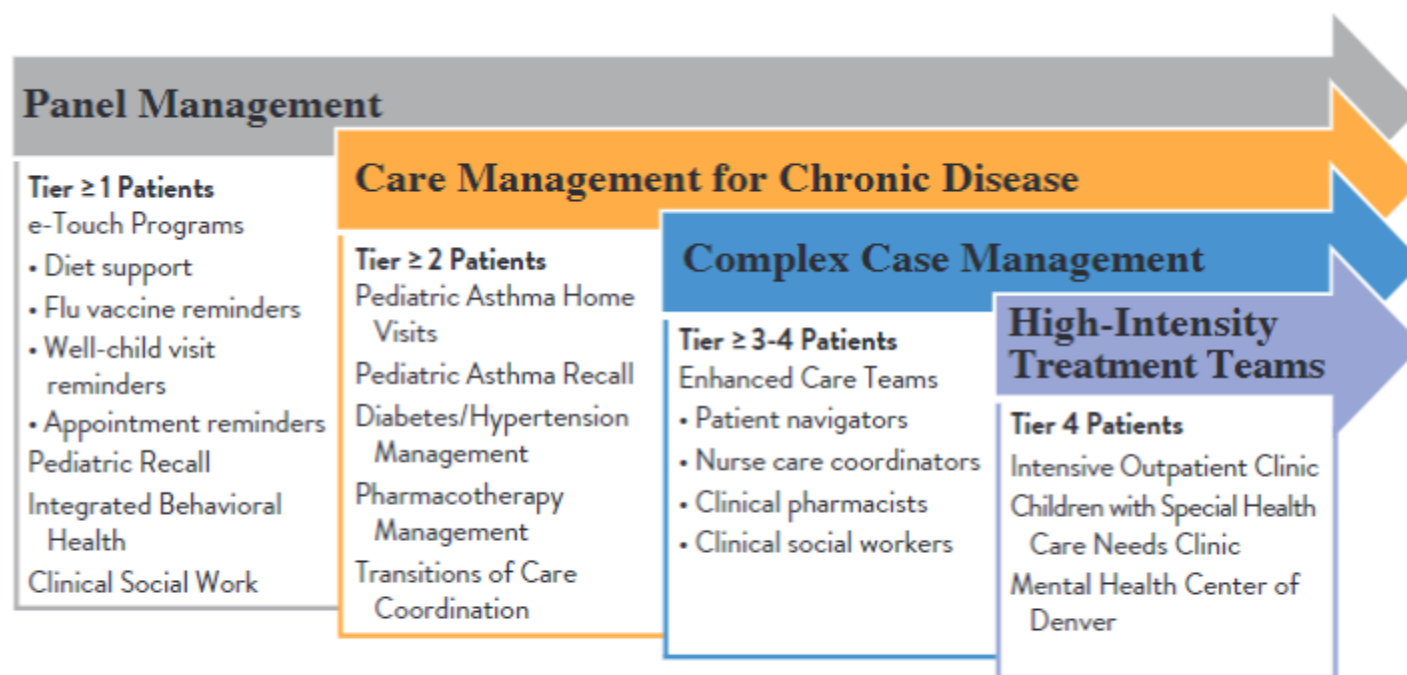 Panel Management
Tier ≥ 1 Patients
e-Touch Programs
• Diet support
• Flu vaccine reminders
• Well-child visit
reminders
• Appointment reminders
Pediatric Recall
Integrated Behavioral
Health
Clinical Social Work
Care Management for Chronic Disease
Tier ≥ 2 Patients
Pediatric Asthma Home
Visits
Pediatric Asthma Recall
Diabetes/Hypertension
Management
Pharmacotherapy
Management
Transitions of Care
Coordination
Complex Case Management
Tier ≥ 3-4 Patients
Enhanced Care Teams
• Patient navigators
• Nurse care coordinators
• Clinical pharmacists
• Clinical social workers
High-Intensity
Treatment Teams
Tier 4 Patients
Intensive Outpatient Clinic
Children with Special Health
Care Needs Clinic
Mental Health Center of
Denver